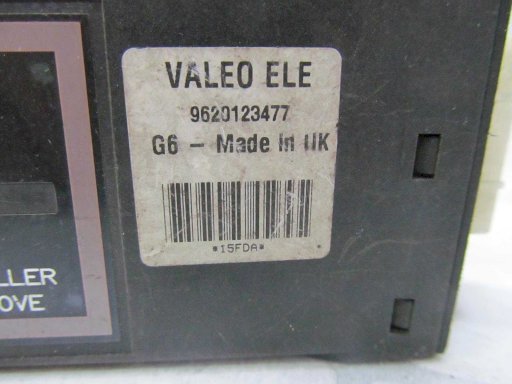 VALEO ELE
9620123477
G6 - Made in UK
*15FDA*
LLER
OVE